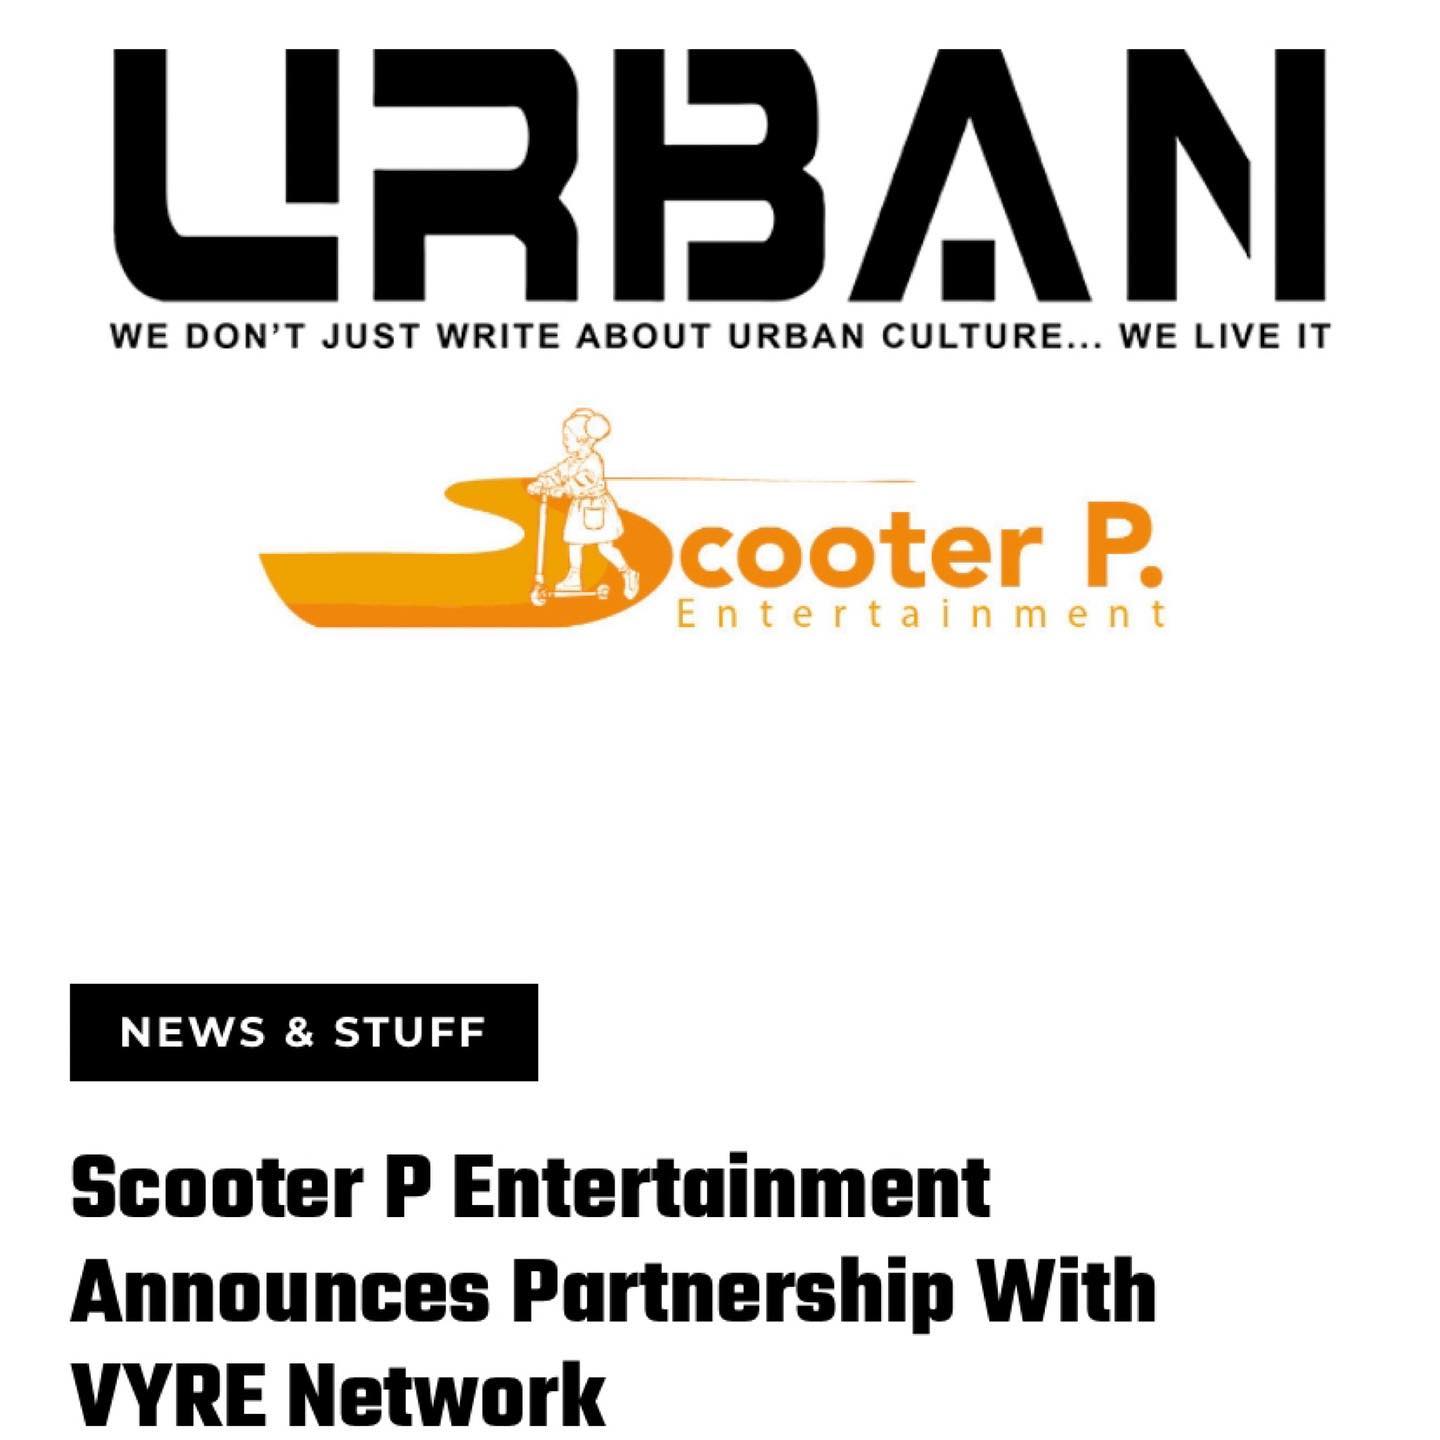 URBAN
WE DON'T JUST WRITE ABOUT URBAN CULTURE... WE LIVE IT
Scooter P.
Entertainment
NEWS & STUFF
Scooter P Entertainment
Announces Partnership With
VYRE Network